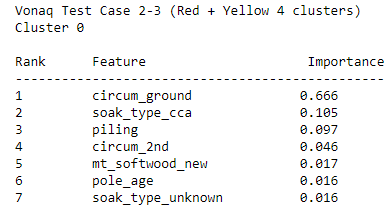 Vonaq Test Case 2-3 (Red + Yellow 4 clusters)
Cluster 0
Rank Feature Importance
--------------------------------------------------
1 circum_ground 0.666
2 soak_type_cca 0.105
3 piling 0.097
4 circum_2nd 0.046
5 mt_softwood_new 0.017
6 pole_age 0.016
7 soak_type_unknown 0.016